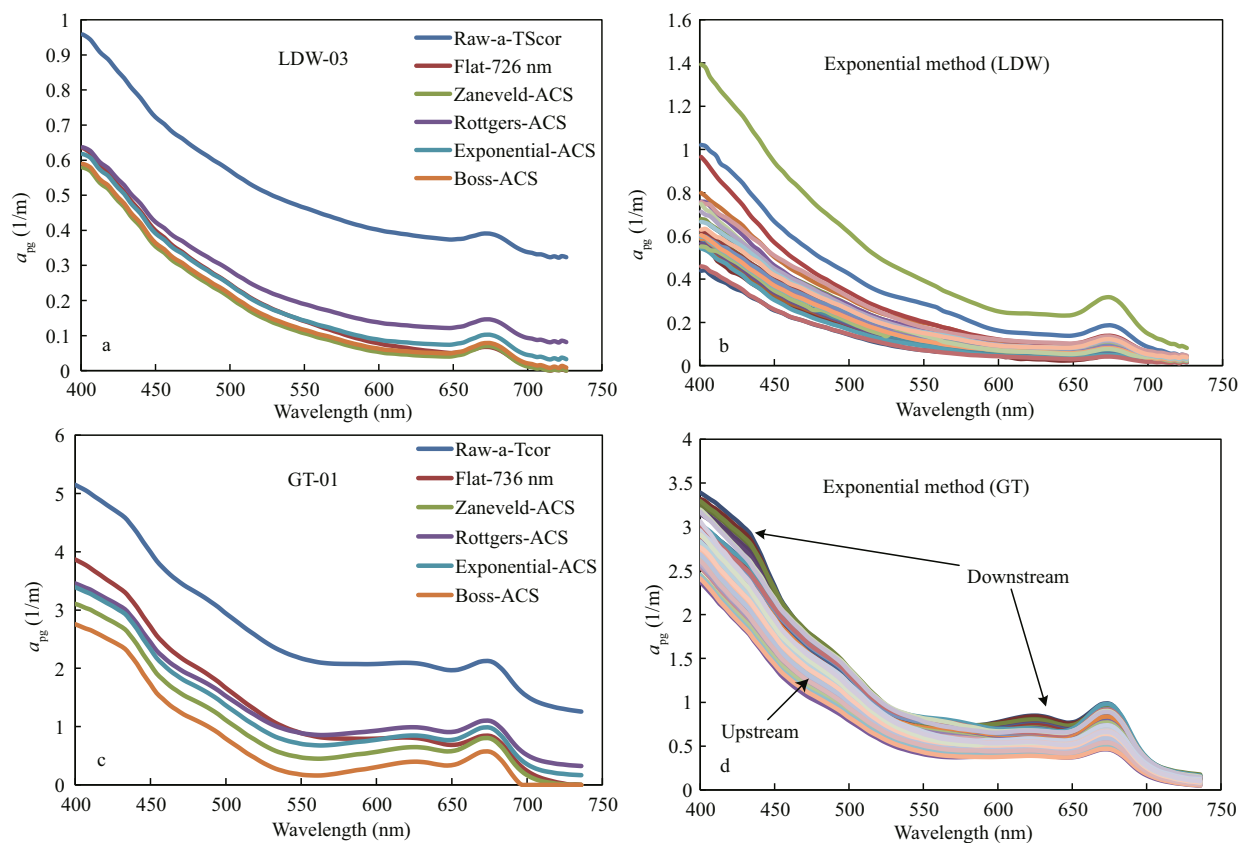 1
0.9
0.8
0.7
0.6
0.5
0.4
0.3
0.2
0.1
0
400 450 500 550 600 650 700 750
a_pg (1/m)
Wavelength (nm)
LDW-03
Raw-a-TScor
Flat-726 nm
Zaneveld-ACS
Rottgers-ACS
Exponential-ACS
Boss-ACS
a
1.6
1.4
1.2
1
0.8
0.6
0.4
0.2
0
400 450 500 550 600 650 700 750
a_pg (1/m)
Wavelength (nm)
Exponential method (LDW)
b
6
5
4
3
2
1
0
400 450 500 550 600 650 700 750
a_pg (1/m)
Wavelength (nm)
GT-01
Raw-a-Tcor
Flat-736 nm
Zaneveld-ACS
Rottgers-ACS
Exponential-ACS
Boss-ACS
c
4
3.5
3
2.5
2
1.5
1
0.5
0
400 450 500 550 600 650 700 750
a_pg (1/m)
Wavelength (nm)
Exponential method (GT)
Downstream
Upstream
d